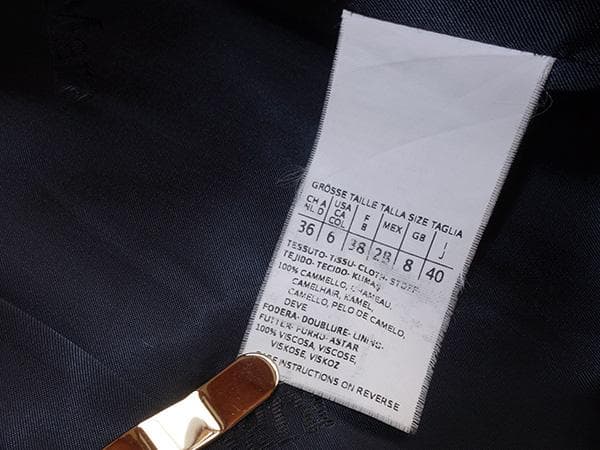 GRÖSSE TAILLE TALLA SIZE TAGLIA
CH A NL D | USA CA COL | F B | MEX | GB | I J
36 | 6 | 38 | 28 | 8 | 40
TESSUTO-TISSU-CLOTH-STOFF-
TEJIDO-TECIDO-KUMAŞ
100% CAMMELLO, CHAMEAU,
CAMELHAIR, KAMEL,
CAMELLO, PELO DE CAMELO,
DEVE
FODERA-DOUBLURE-LINING-
FUTTER-FORRO-ASTAR
100% VISCOSA, VISCOSE,
VISKOSE, VISKOZ
INSTRUCTIONS ON REVERSE